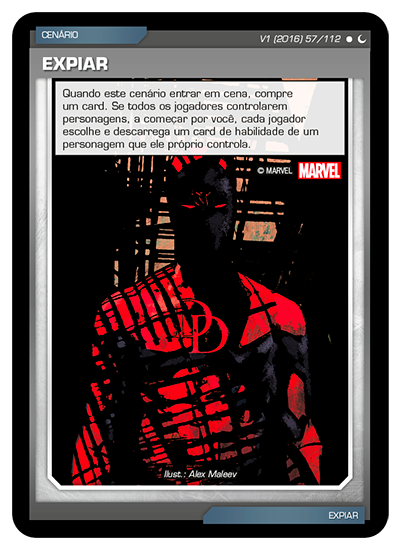 CENÁRIO
V1 (2016) 57/112
EXPIAR
Quando este cenário entrar em cena, compre
um card. Se todos os jogadores controlarem
personagens, a começar por você, cada jogador
escolhe e descarrega um card de habilidade de um
personagem que ele próprio controla.
© MARVEL MARVEL
DD
Ilust.: Alex Maleev
EXPIAR